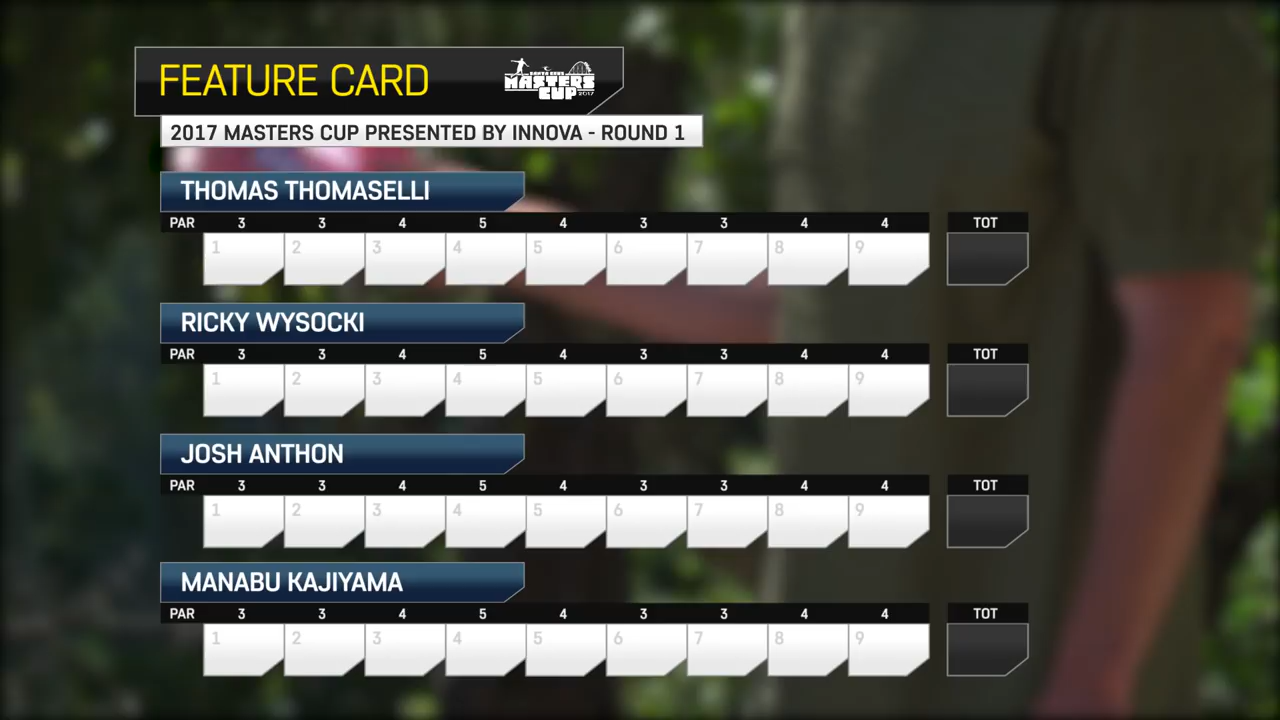 FEATURE CARD
MASTERS
CUP 2017
2017 MASTERS CUP PRESENTED BY INNOVA - ROUND 1
THOMAS THOMASELLI
PAR 3 3 4 5 4 3 3 4 4 TOT
1 2 3 4 5 6 7 8 9
RICKY WYSOCKI
PAR 3 3 4 5 4 3 3 4 4 TOT
1 2 3 4 5 6 7 8 9
JOSH ANTHON
PAR 3 3 4 5 4 3 3 4 4 TOT
1 2 3 4 5 6 7 8 9
MANABU KAJIYAMA
PAR 3 3 4 5 4 3 3 4 4 TOT
1 2 3 4 5 6 7 8 9